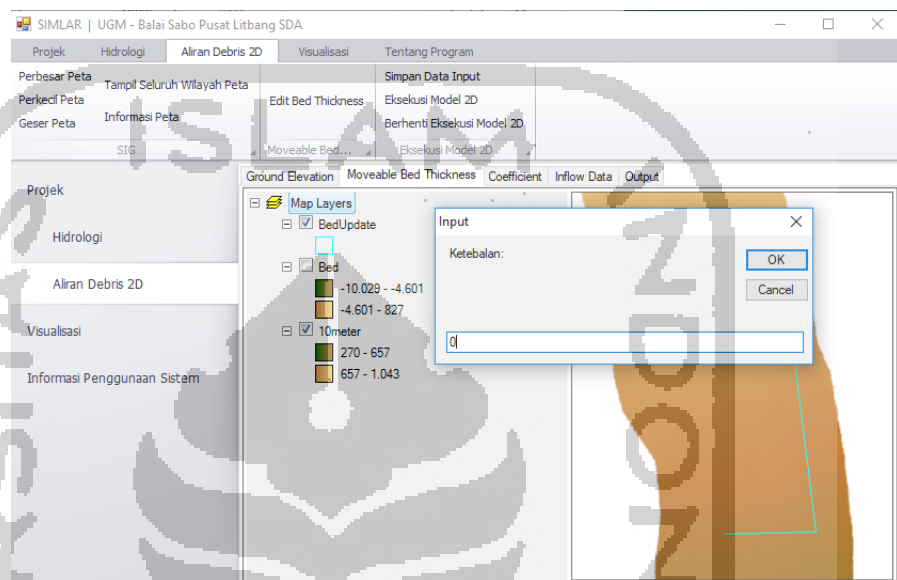 SIMLAR | UGM - Balai Sabo Pusat Litbang SDA
Projek Hidrologi Aliran Debris 2D Visualisasi Tentang Program
Perbesar Peta
Perkecil Peta
Geser Peta
Tampil Seluruh Wilayah Peta
Informasi Peta
SIG
Edit Bed Thickness
Moveable Bed...
Simpan Data Input
Eksekusi Model 2D
Berhenti Eksekusi Model 2D
Eksekusi Model 2D
Projek
Hidrologi
Aliran Debris 2D
Visualisasi
Informasi Penggunaan Sistem
Ground Elevation Moveable Bed Thickness Coefficient Inflow Data Output
Map Layers
BedUpdate
Bed
-10.029 - -4.601
-4.601 - 827
10meter
270 - 657
657 - 1.043
Input
Ketebalan:
OK
Cancel
0
ISLAM
INDON